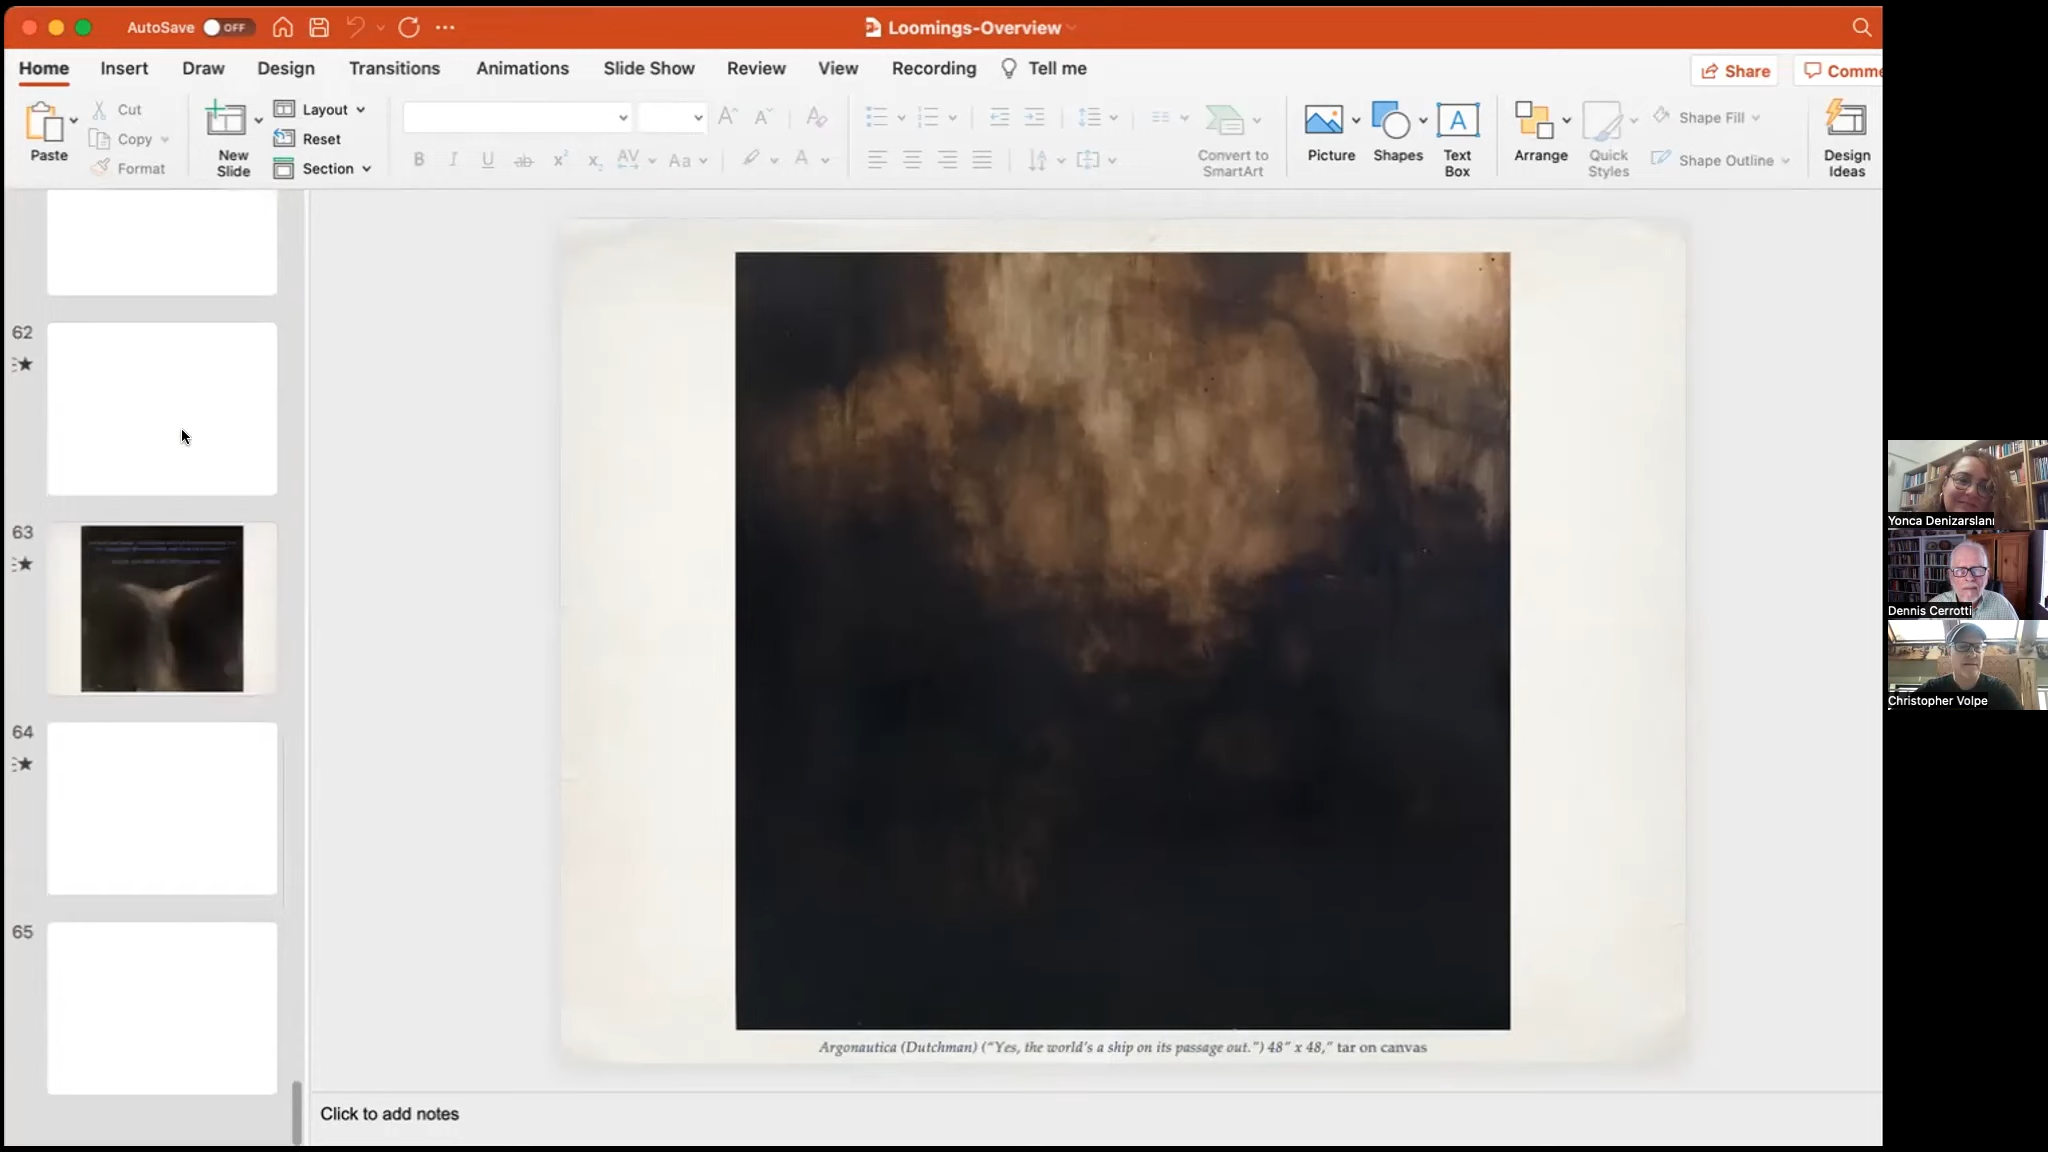 AutoSave OFF
Loomings-Overview
Home Insert Draw Design Transitions Animations Slide Show Review View Recording Tell me
Share
Comme
Paste
Cut
Copy
Format
New Slide
Layout
Reset
Section
Convert to SmartArt
Picture
Shapes
Text Box
Arrange
Quick Styles
Shape Fill
Shape Outline
Design Ideas
62
63
64
65
Argonautica (Dutchman) (“Yes, the world’s a ship on its passage out.”) 48” x 48,” tar on canvas
Click to add notes
Yonca Denizarslan
Dennis Cerrotti
Christopher Volpe